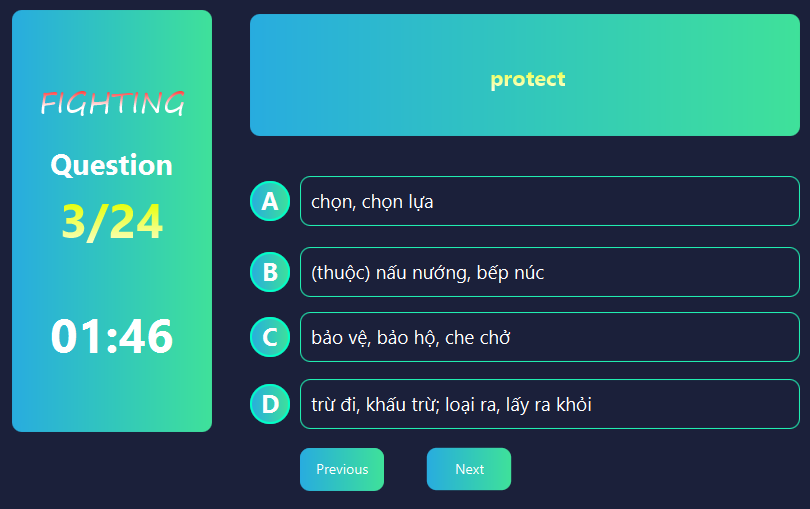 FIGHTING
Question
3/24
01:46
protect
A chọn, chọn lựa
B (thuộc) nấu nướng, bếp núc
C bảo vệ, bảo hộ, che chở
D trừ đi, khấu trừ; loại ra, lấy ra khỏi
Previous Next